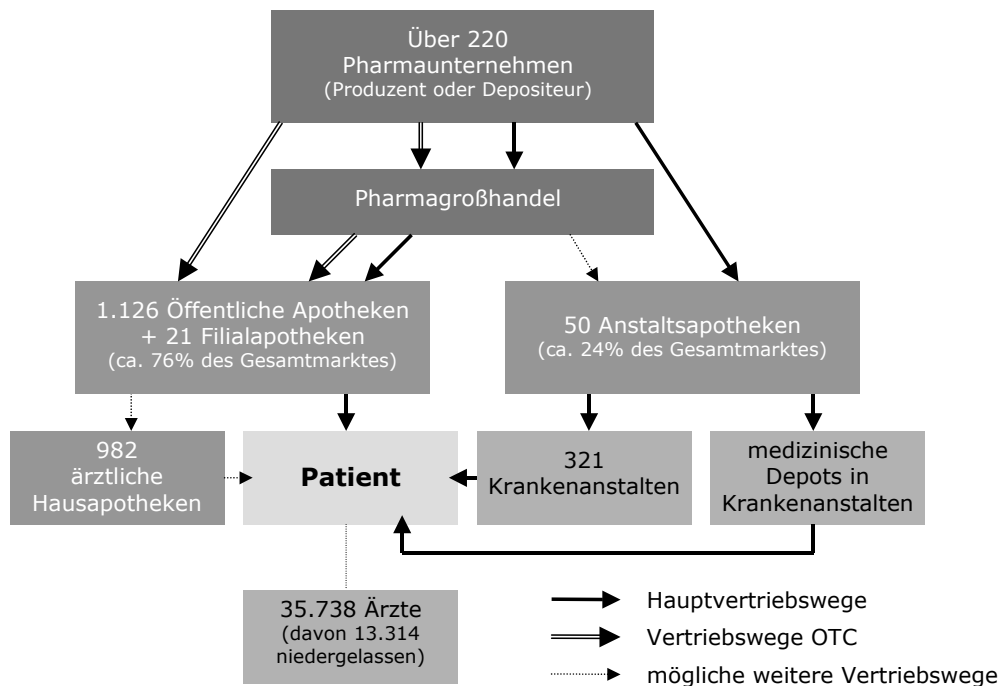 Über 220
Pharmaunternehmen
(Produzent oder Depositeur)
Pharmagroßhandel
1.126 Öffentliche Apotheken
+ 21 Filialapotheken
(ca. 76% des Gesamtmarktes)
50 Anstaltsapotheken
(ca. 24% des Gesamtmarktes)
982
ärztliche
Hausapotheken
Patient
321
Krankenanstalten
medizinische
Depots in
Krankenanstalten
35.738 Ärzte
(davon 13.314
niedergelassen)
Hauptvertriebswege
Vertriebswege OTC
mögliche weitere Vertriebswege